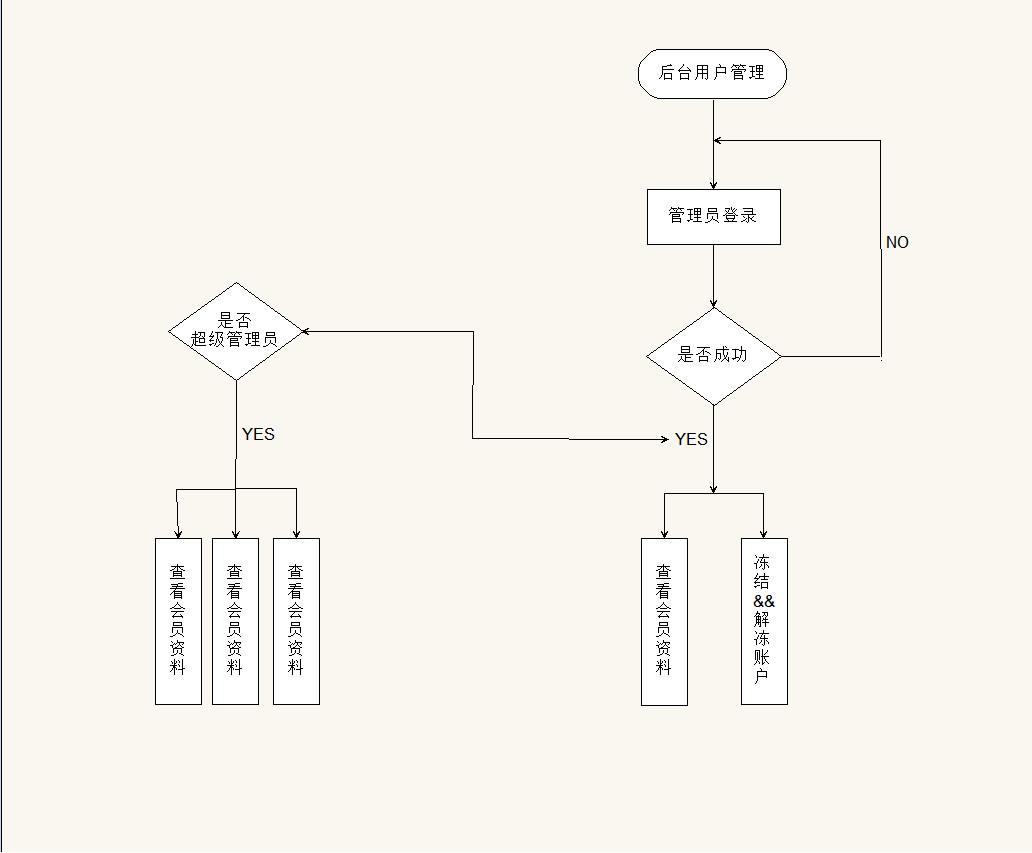 后台用户管理
管理员登录
NO
是否
超级管理员
是否成功
YES
YES
查看会员资料
查看会员资料
查看会员资料
查看会员资料
冻结&&解冻账户